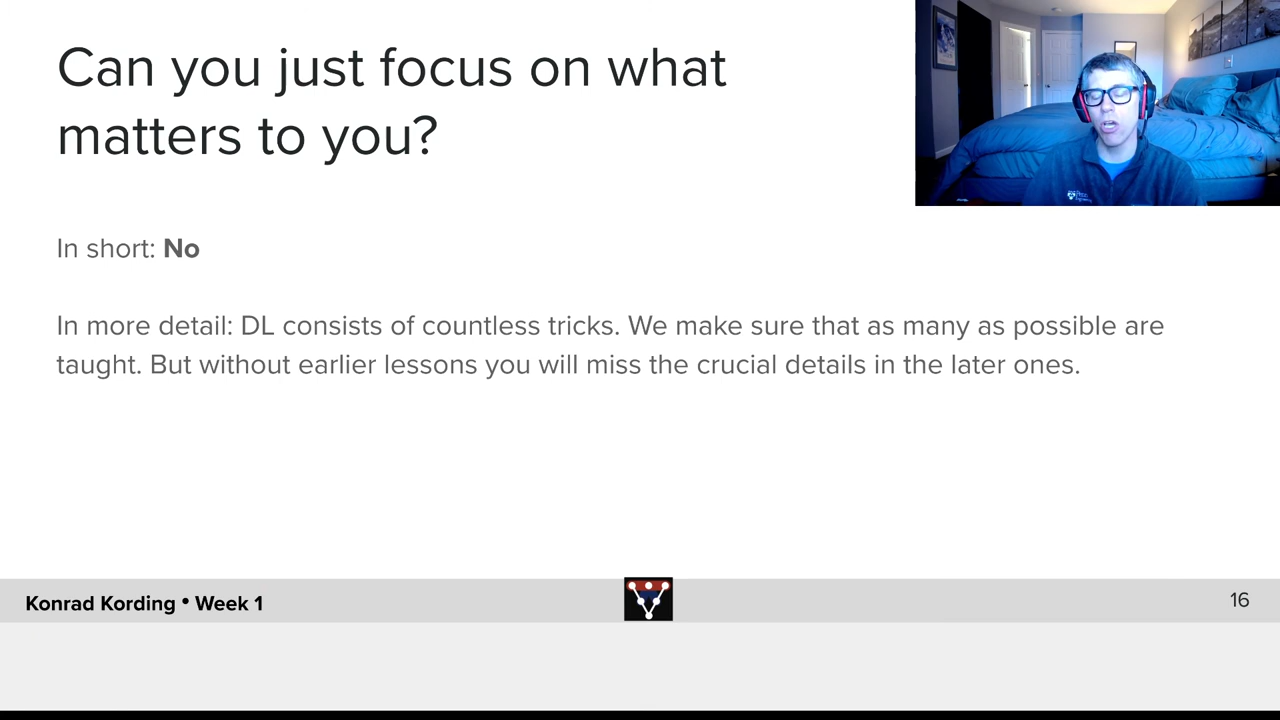 Can you just focus on what
matters to you?
In short: No
In more detail: DL consists of countless tricks. We make sure that as many as possible are
taught. But without earlier lessons you will miss the crucial details in the later ones.
Konrad Kording • Week 1
16